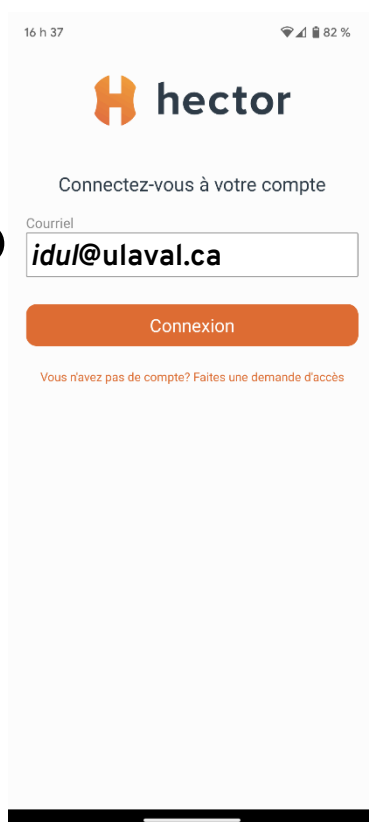 16 h 37 82 %
hector
Connectez-vous à votre compte
Courriel
idul@ulaval.ca
Connexion
Vous n'avez pas de compte? Faites une demande d'accès